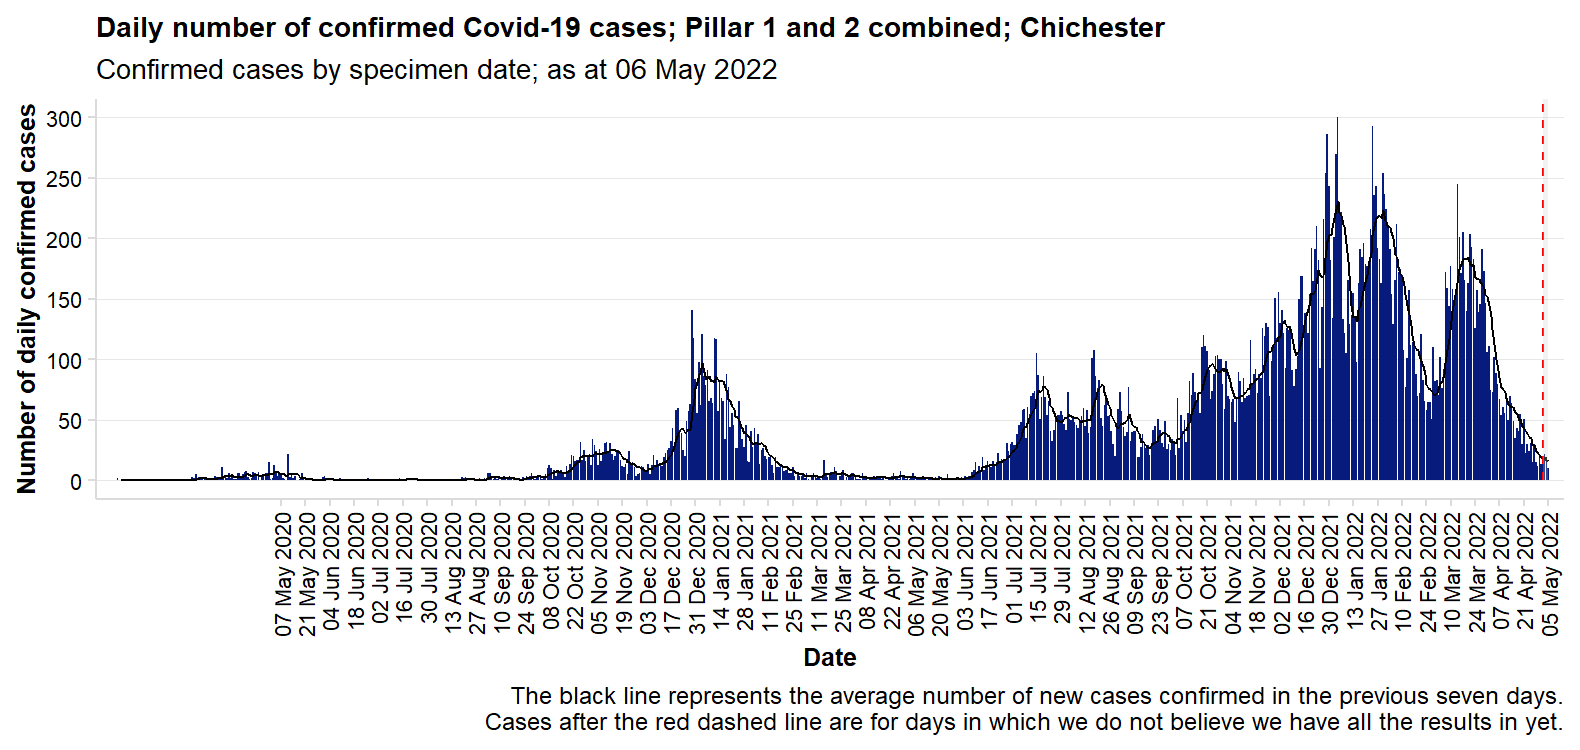 Daily number of confirmed Covid-19 cases; Pillar 1 and 2 combined; Chichester
Confirmed cases by specimen date; as at 06 May 2022
Number of daily confirmed cases
300
250
200
150
100
50
0
07 May 2020
21 May 2020
04 Jun 2020
18 Jun 2020
02 Jul 2020
16 Jul 2020
30 Jul 2020
13 Aug 2020
27 Aug 2020
10 Sep 2020
24 Sep 2020
08 Oct 2020
22 Oct 2020
05 Nov 2020
19 Nov 2020
03 Dec 2020
17 Dec 2020
31 Dec 2020
14 Jan 2021
28 Jan 2021
11 Feb 2021
25 Feb 2021
11 Mar 2021
25 Mar 2021
08 Apr 2021
22 Apr 2021
06 May 2021
20 May 2021
03 Jun 2021
17 Jun 2021
01 Jul 2021
15 Jul 2021
29 Jul 2021
12 Aug 2021
26 Aug 2021
09 Sep 2021
23 Sep 2021
07 Oct 2021
21 Oct 2021
04 Nov 2021
18 Nov 2021
02 Dec 2021
16 Dec 2021
30 Dec 2021
13 Jan 2022
27 Jan 2022
10 Feb 2022
24 Feb 2022
10 Mar 2022
24 Mar 2022
07 Apr 2022
21 Apr 2022
05 May 2022
Date
The black line represents the average number of new cases confirmed in the previous seven days.
Cases after the red dashed line are for days in which we do not believe we have all the results in yet.